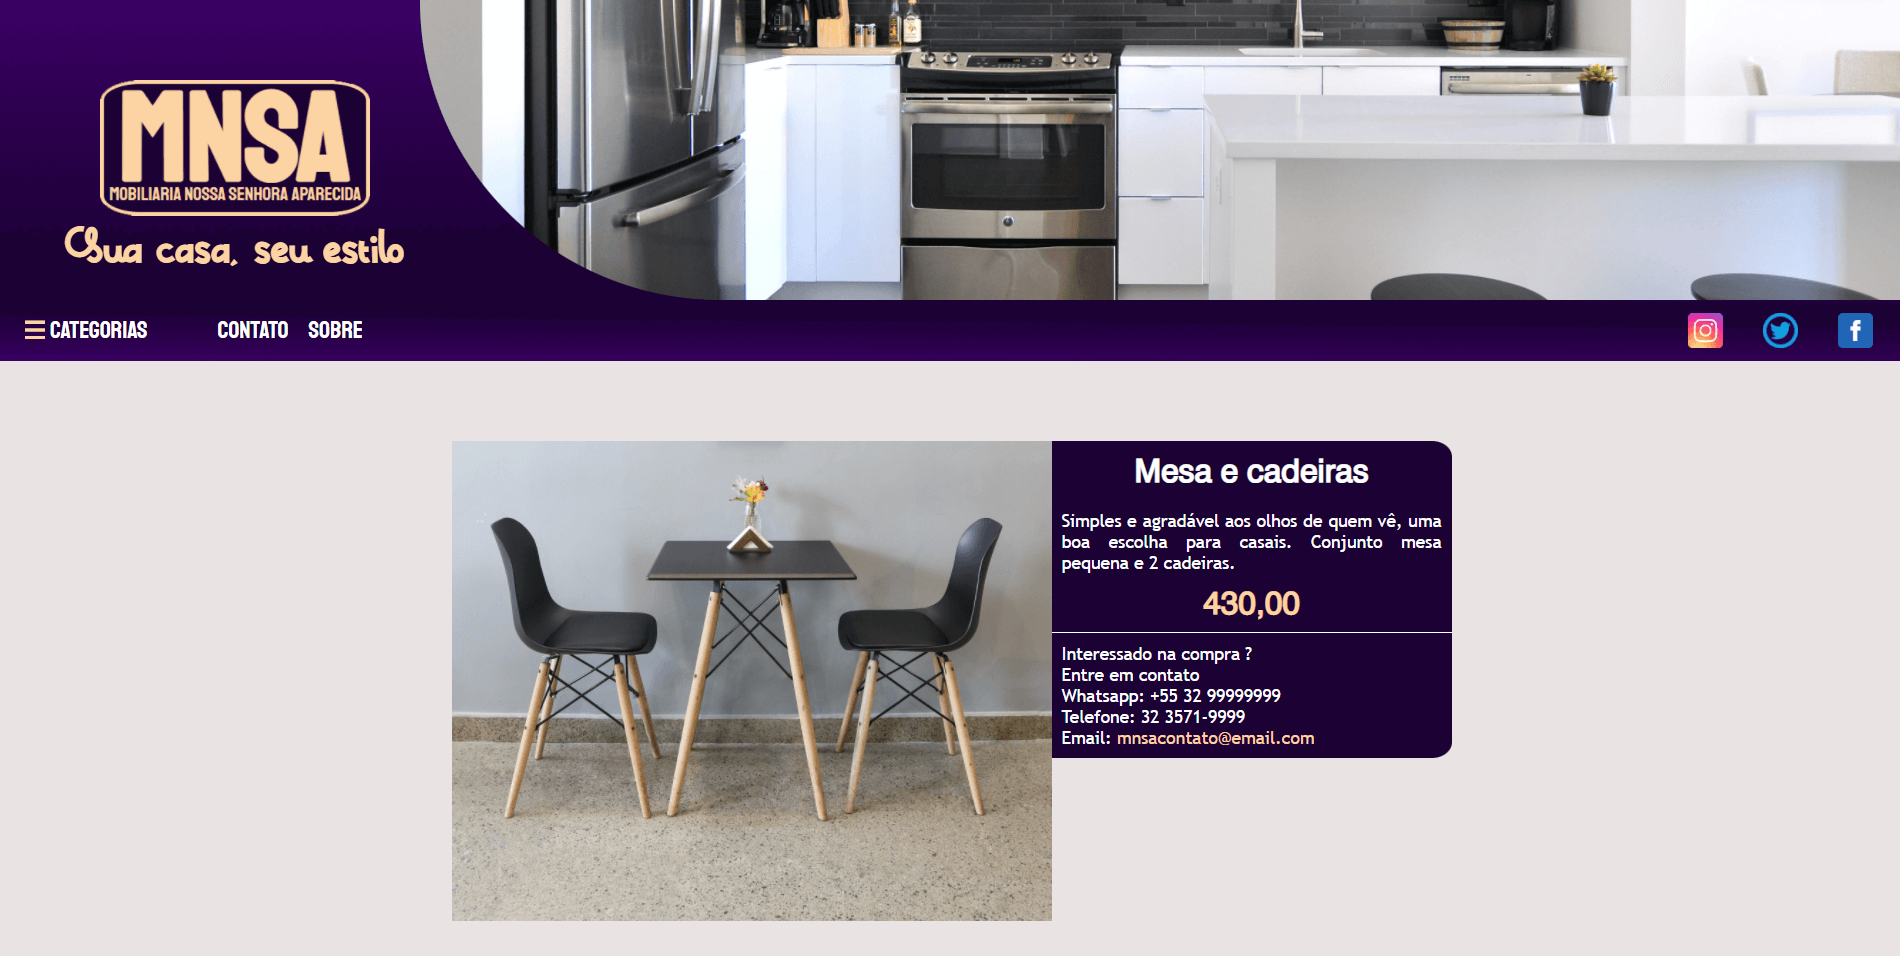 MNSA
MOBILIARIA NOSSA SENHORA APARECIDA
Sua casa, seu estilo
CATEGORIAS CONTATO SOBRE
Mesa e cadeiras
Simples e agradável aos olhos de quem vê, uma
boa escolha para casais. Conjunto mesa
pequena e 2 cadeiras.
430,00
Interessado na compra ?
Entre em contato
Whatsapp: +55 32 99999999
Telefone: 32 3571-9999
Email: mnsacontato@email.com